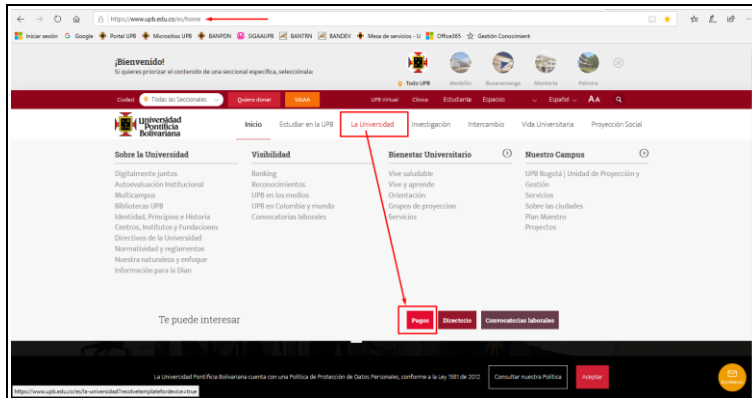 https://www.upb.edu.co/es/home
Iniciar sesión Google Portal UPB Micrositios UPB BANPDN SIGAAUPB BANTRN BANDEV Mesa de servicios - U Office365 Gestión Conociment
¡Bienvenido!
Si quieres priorizar el contenido de una seccional específica, selecciónala:
Todo UPB Medellín Bucaramanga Montería Palmira
Ciudad Todas las Seccionales Quiero donar SIGAA UPB Virtual Clínica Estudiante Espacios Español AA
Universidad Pontificia Bolivariana
Inicio Estudiar en la UPB La Universidad Investigación Intercambio Vida Universitaria Proyección Social
Sobre la Universidad Visibilidad Bienestar Universitario Nuestro Campus
Digitalmente juntos Ranking Vive saludable UPB Bogotá | Unidad de Proyección y
Autoevaluación Institucional Reconocimientos Vive y aprende Gestión
Multicampus UPB en los medios Orientación Servicios
Bibliotecas UPB UPB en Colombia y mundo Grupos de proyeccion Sobre las ciudades
Identidad, Principios e Historia Convocatorias laborales Servicios Plan Maestro
Centros, Institutos y Fundaciones Proyectos
Directivos de la Universidad
Normatividad y reglamentos
Nuestra naturaleza y enfoque
Información para la Dian
Te puede interesar Pagos Directorio Convocatorias laborales
La Universidad Pontificia Bolivariana cuenta con una Política de Protección de Datos Personales, conforme a la Ley 1581 de 2012 Consultar nuestra Política Aceptar
https://www.upb.edu.co/es/la-universidad?resolvetemplatefordevice=true